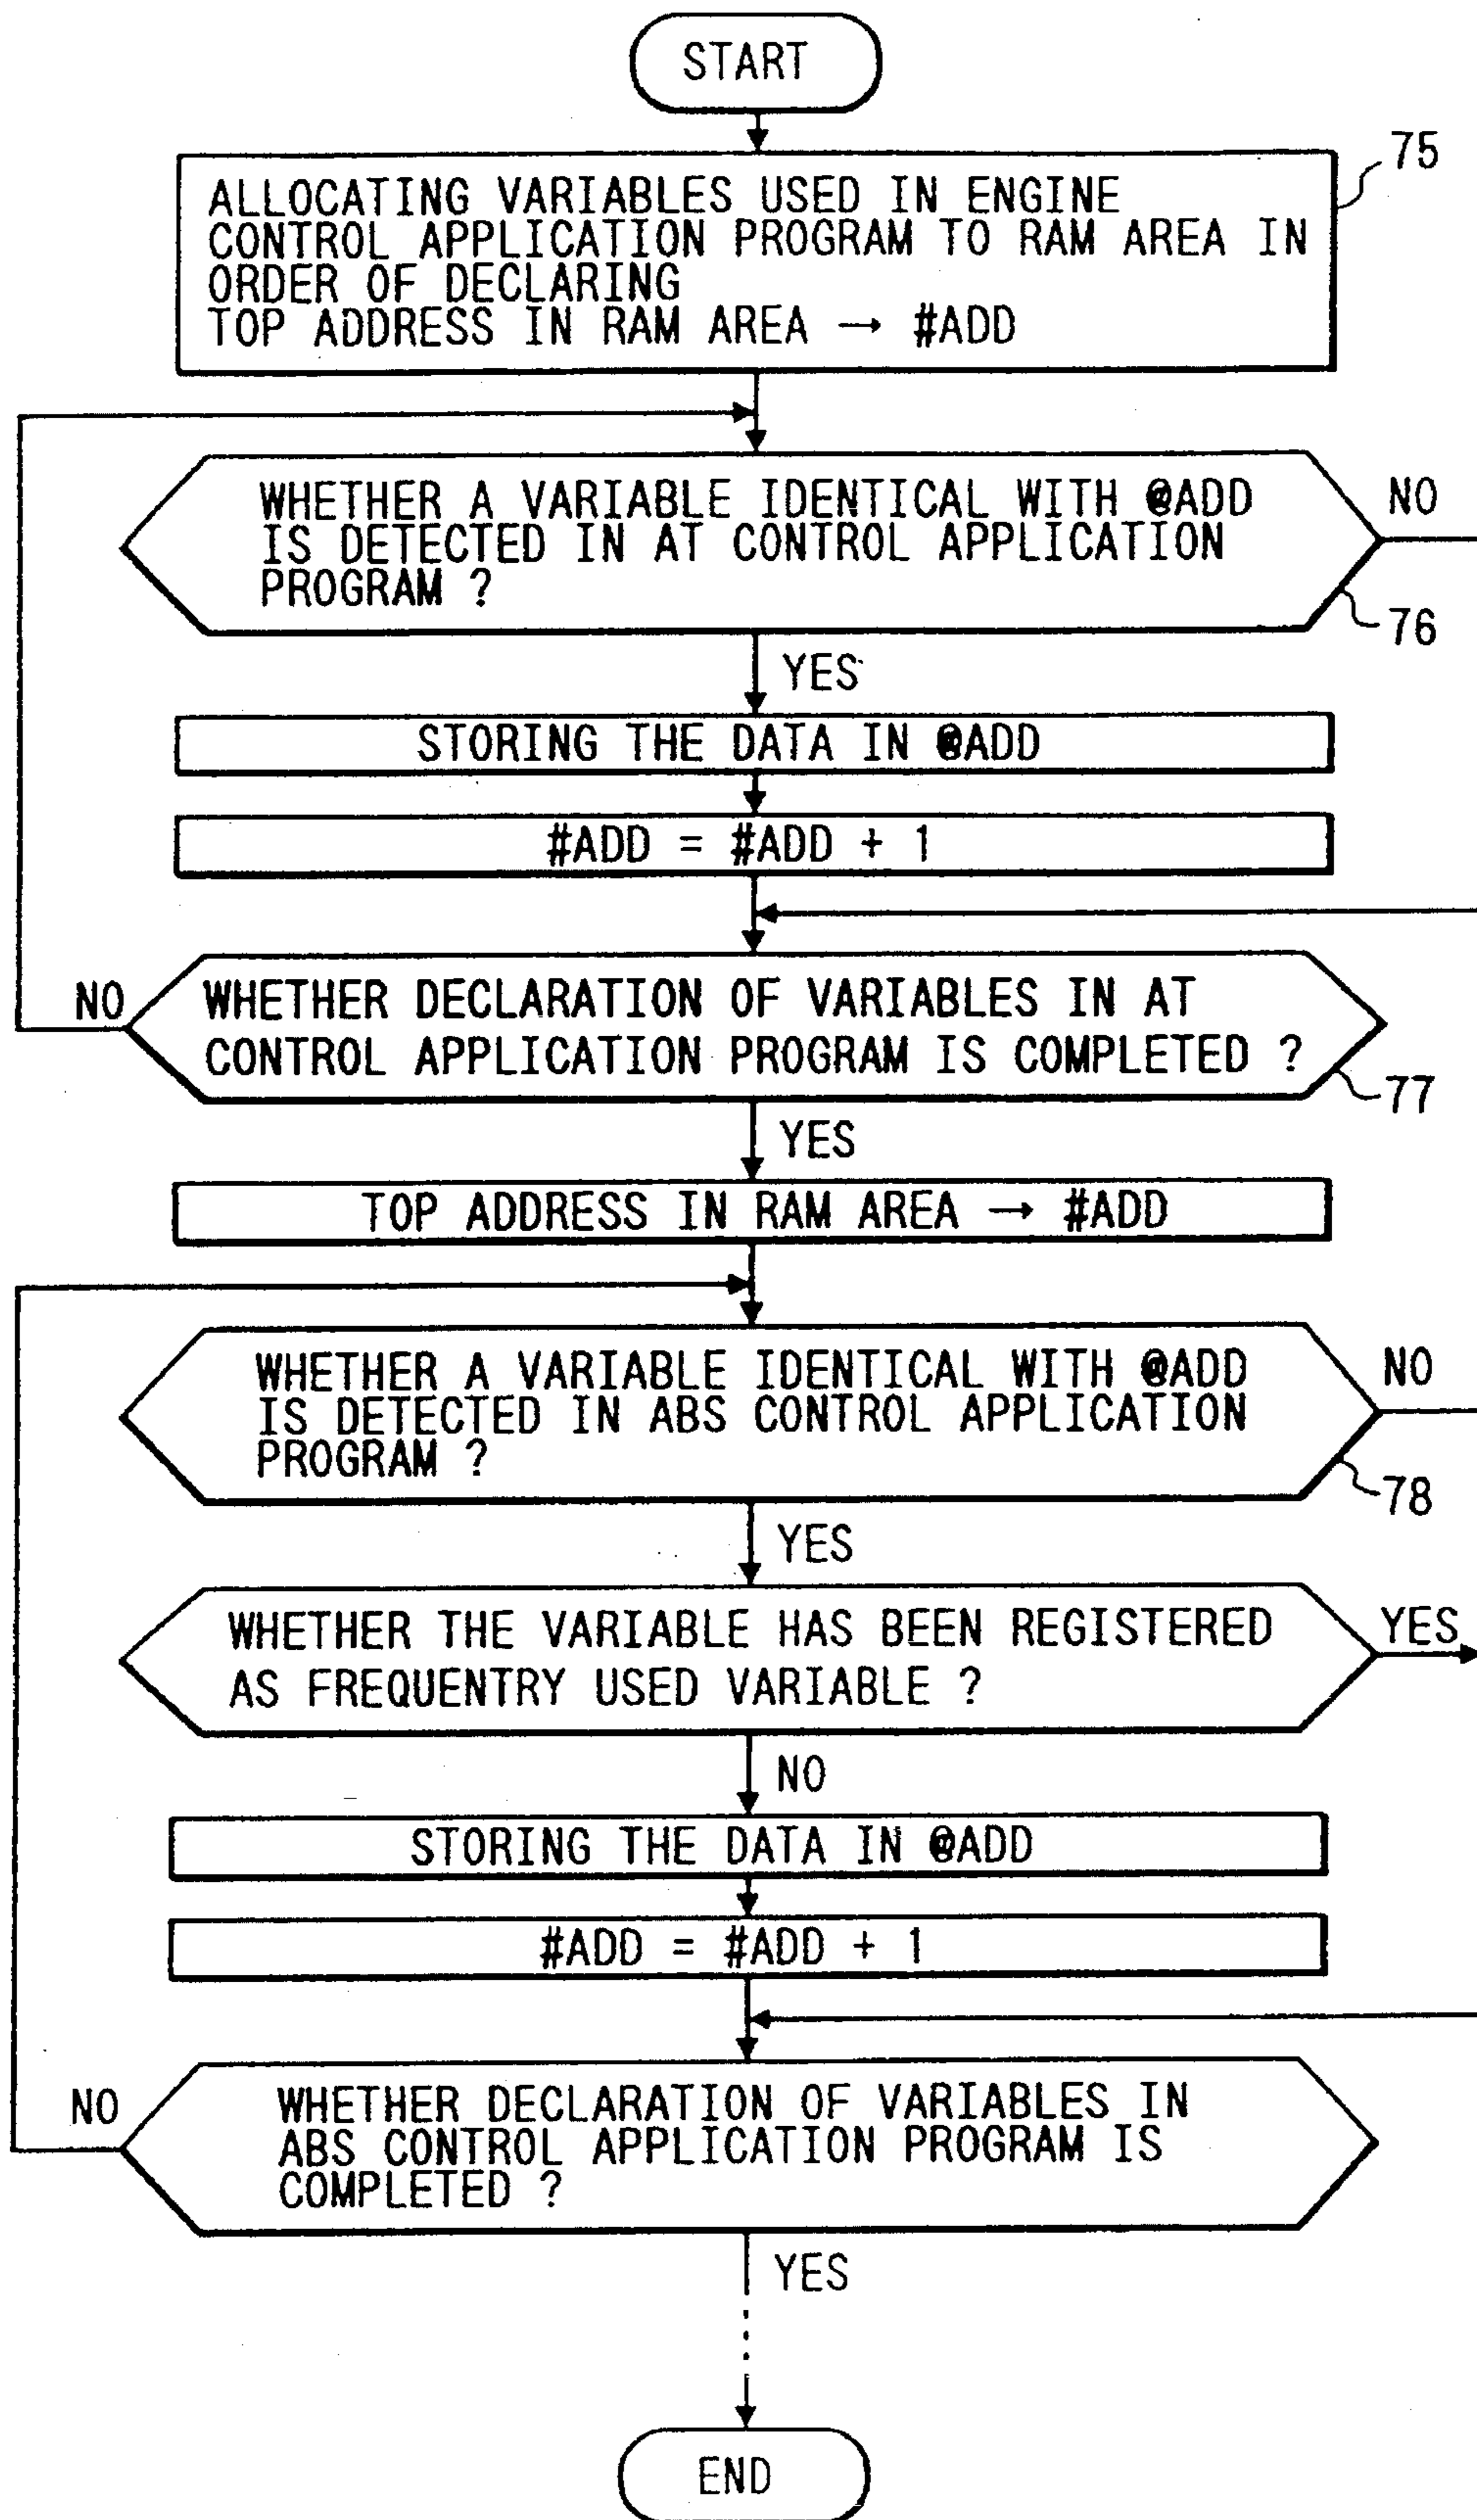 START
75
ALLOCATING VARIABLES USED IN ENGINE
CONTROL APPLICATION PROGRAM TO RAM AREA IN
ORDER OF DECLARING
TOP ADDRESS IN RAM AREA → #ADD
WHETHER A VARIABLE IDENTICAL WITH @ADD
IS DETECTED IN AT CONTROL APPLICATION
PROGRAM ?
NO
76
YES
STORING THE DATA IN @ADD
#ADD = #ADD + 1
NO
WHETHER DECLARATION OF VARIABLES IN AT
CONTROL APPLICATION PROGRAM IS COMPLETED ?
77
YES
TOP ADDRESS IN RAM AREA → #ADD
WHETHER A VARIABLE IDENTICAL WITH @ADD
IS DETECTED IN ABS CONTROL APPLICATION
PROGRAM ?
NO
78
YES
WHETHER THE VARIABLE HAS BEEN REGISTERED
AS FREQUENTRY USED VARIABLE ?
YES
NO
STORING THE DATA IN @ADD
#ADD = #ADD + 1
NO
WHETHER DECLARATION OF VARIABLES IN
ABS CONTROL APPLICATION PROGRAM IS
COMPLETED ?
YES
END